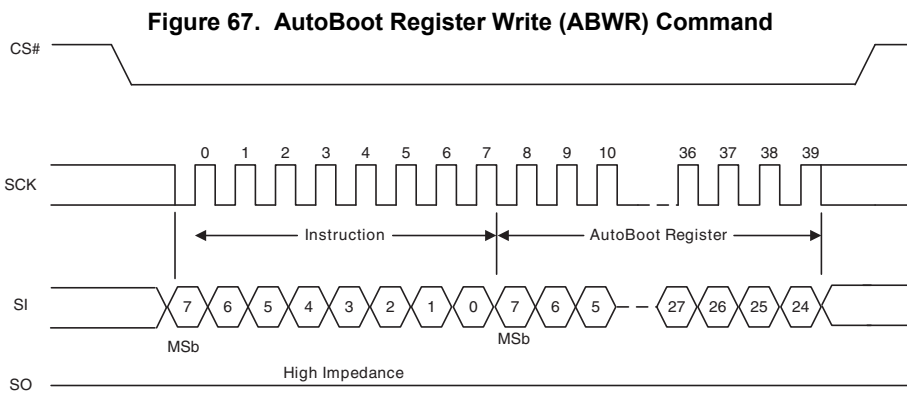 Figure 67. AutoBoot Register Write (ABWR) Command
CS#
0 1 2 3 4 5 6 7 8 9 10 36 37 38 39
SCK
Instruction AutoBoot Register
SI 7 6 5 4 3 2 1 0 7 6 5 27 26 25 24
MSb MSb
High Impedance
SO